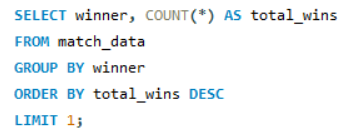 SELECT winner, COUNT(*) AS total_wins
FROM match_data
GROUP BY winner
ORDER BY total_wins DESC
LIMIT 1;